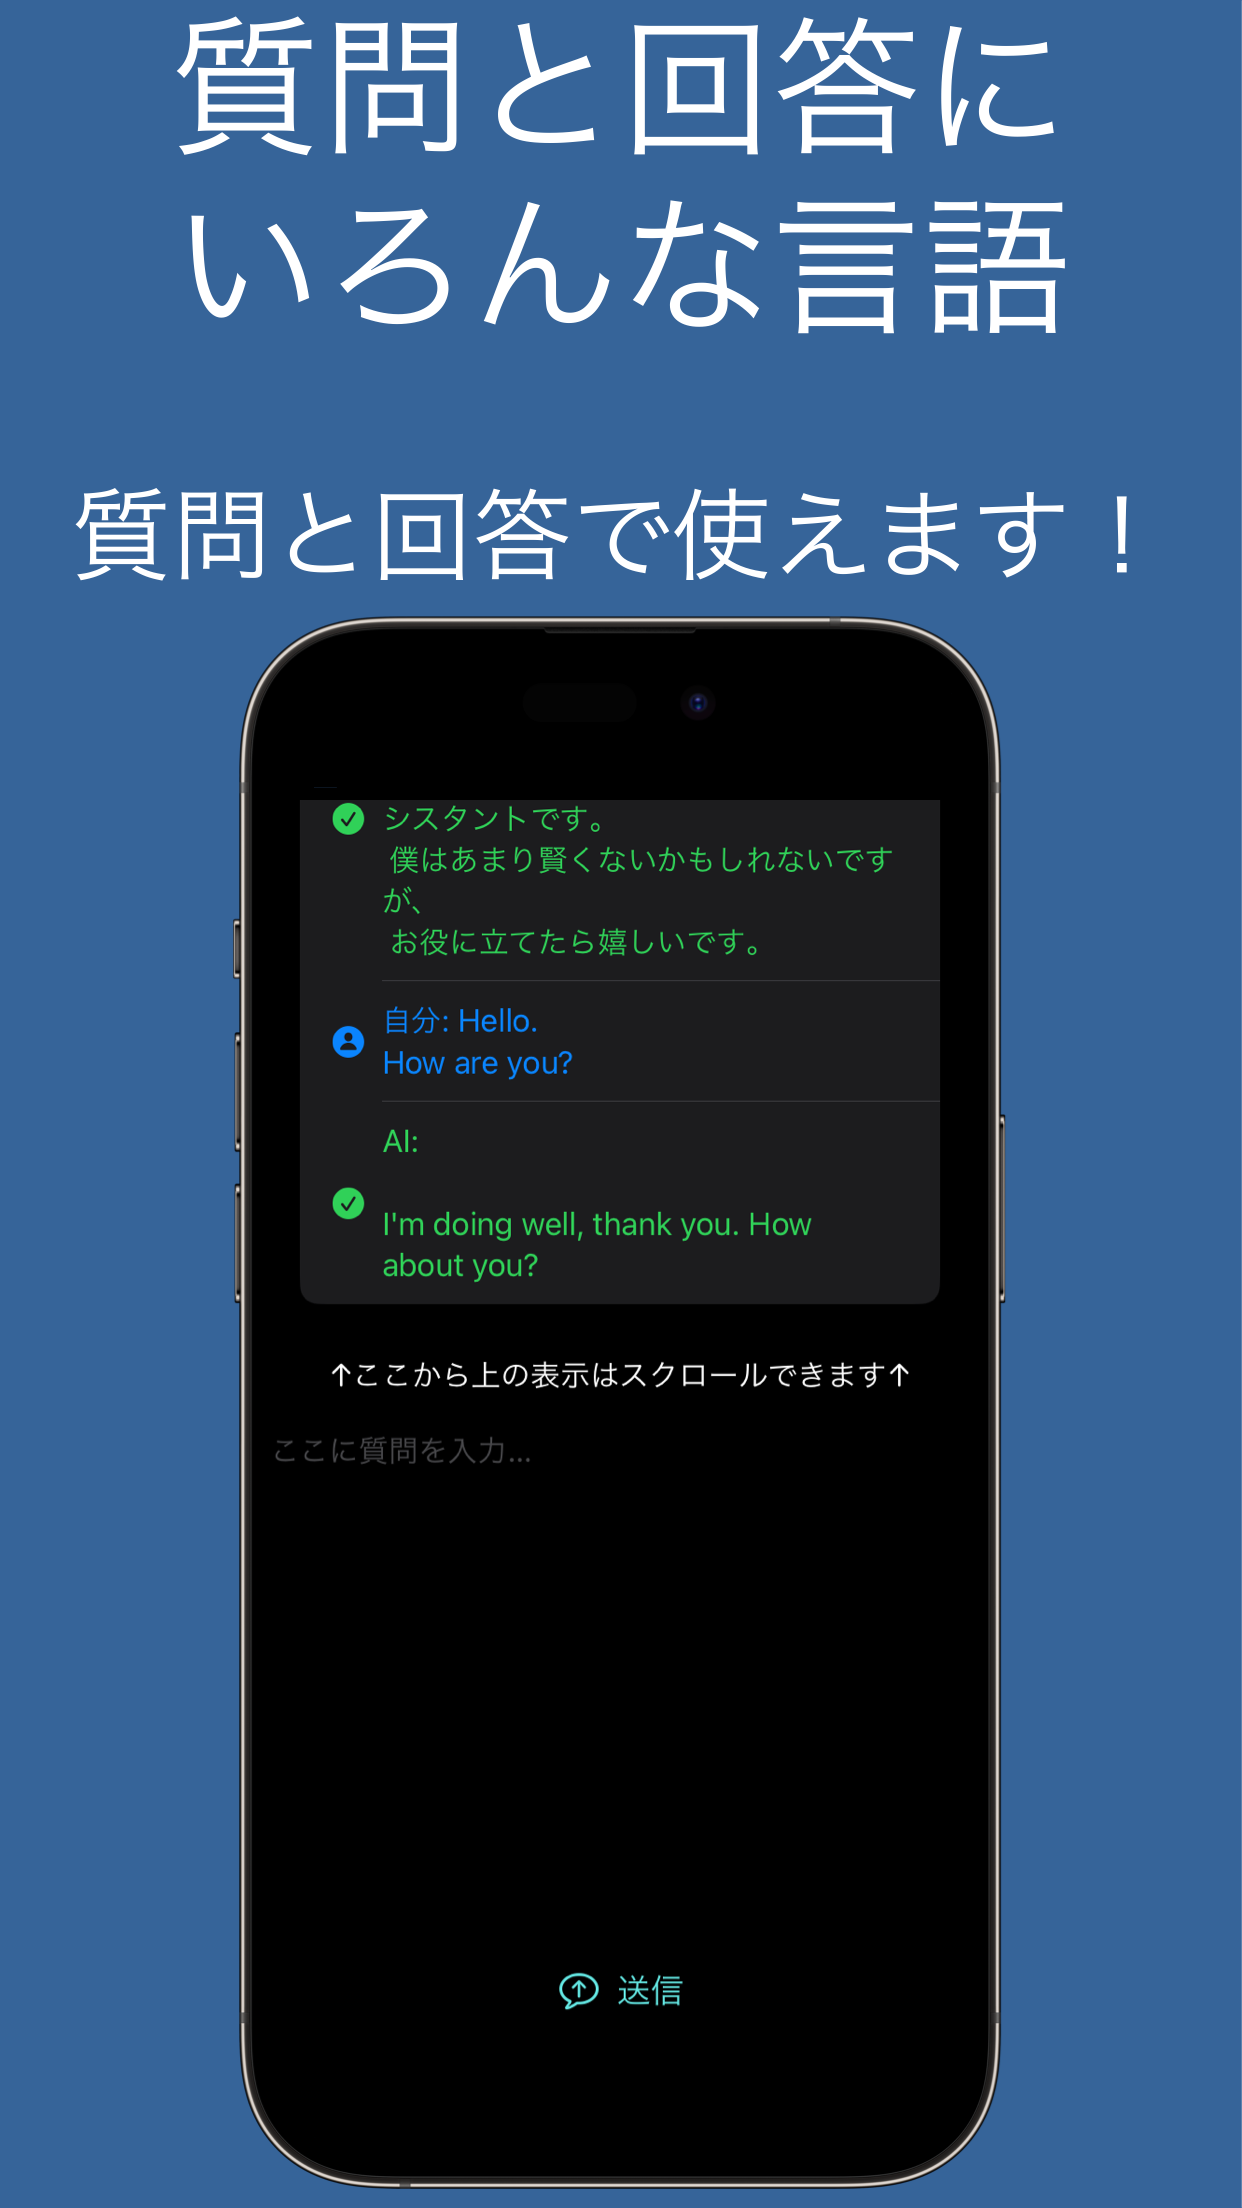 質問と回答に
いろんな言語
質問と回答で使えます！
シスタントです。
僕はあまり賢くないかもしれないです
が、
お役に立てたら嬉しいです。
自分: Hello.
How are you?
AI:
I'm doing well, thank you. How
about you?
↑ここから上の表示はスクロールできます↑
ここに質問を入力...
送信